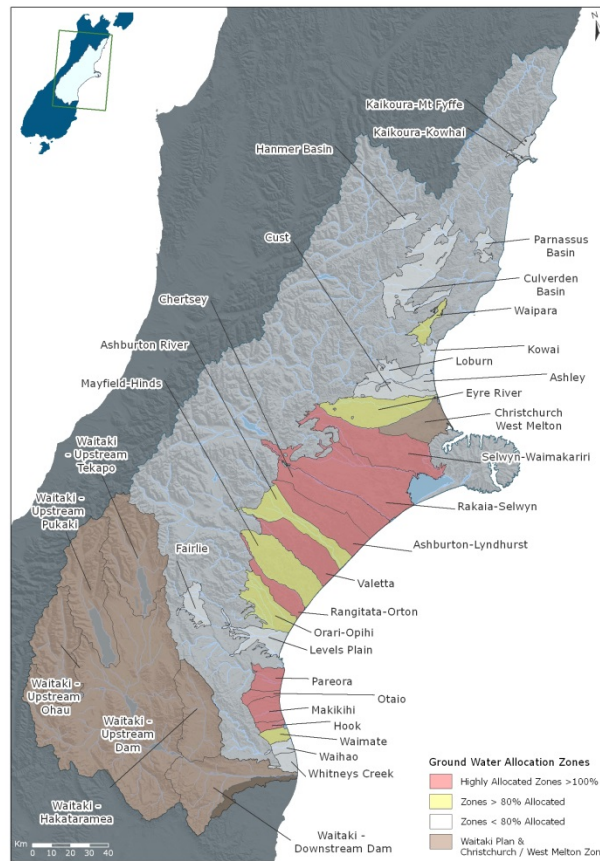 N
Kaikoura-Mt Fyffe
Kaikoura-Kowhai
Hanmer Basin
Cust
Parnassus
Basin
Culverden
Basin
Chertsey
Waipara
Ashburton River
Kowai
Loburn
Mayfield-Hinds
Ashley
Eyre River
Christchurch
West Melton
Waitaki -
Upstream
Tekapo
Selwyn-Waimakariri
Waitaki -
Upstream
Pukaki
Rakaia-Selwyn
Fairlie
Ashburton-Lyndhurst
Valetta
Rangitata-Orton
Orari-Opihi
Levels Plain
Waitaki -
Upstream
Ohau
Pareora
Otaio
Waitaki -
Upstream
Dam
Makikihi
Hook
Waimate
Waihao
Whitneys Creek
Waitaki -
Hakataramea
Waitaki -
Downstream Dam
Ground Water Allocation Zones
Highly Allocated Zones >100%
Zones > 80% Allocated
Zones < 80% Allocated
Waitaki Plan &
Christchurch / West Melton Zon
Km
0 10 20 30 40